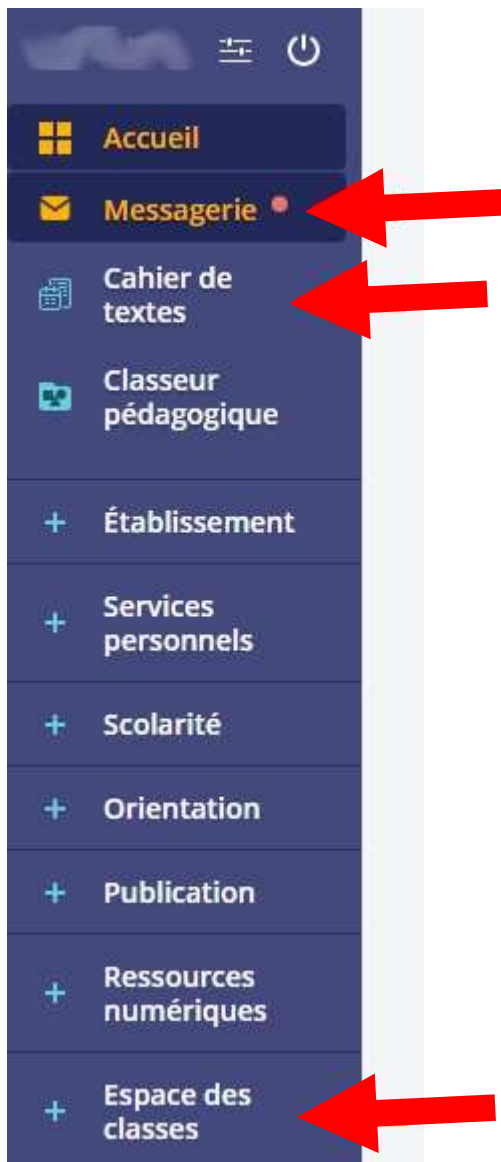 Accueil
Messagerie
Cahier de
textes
Classeur
pédagogique
Établissement
Services
personnels
Scolarité
Orientation
Publication
Ressources
numériques
Espace des
classes